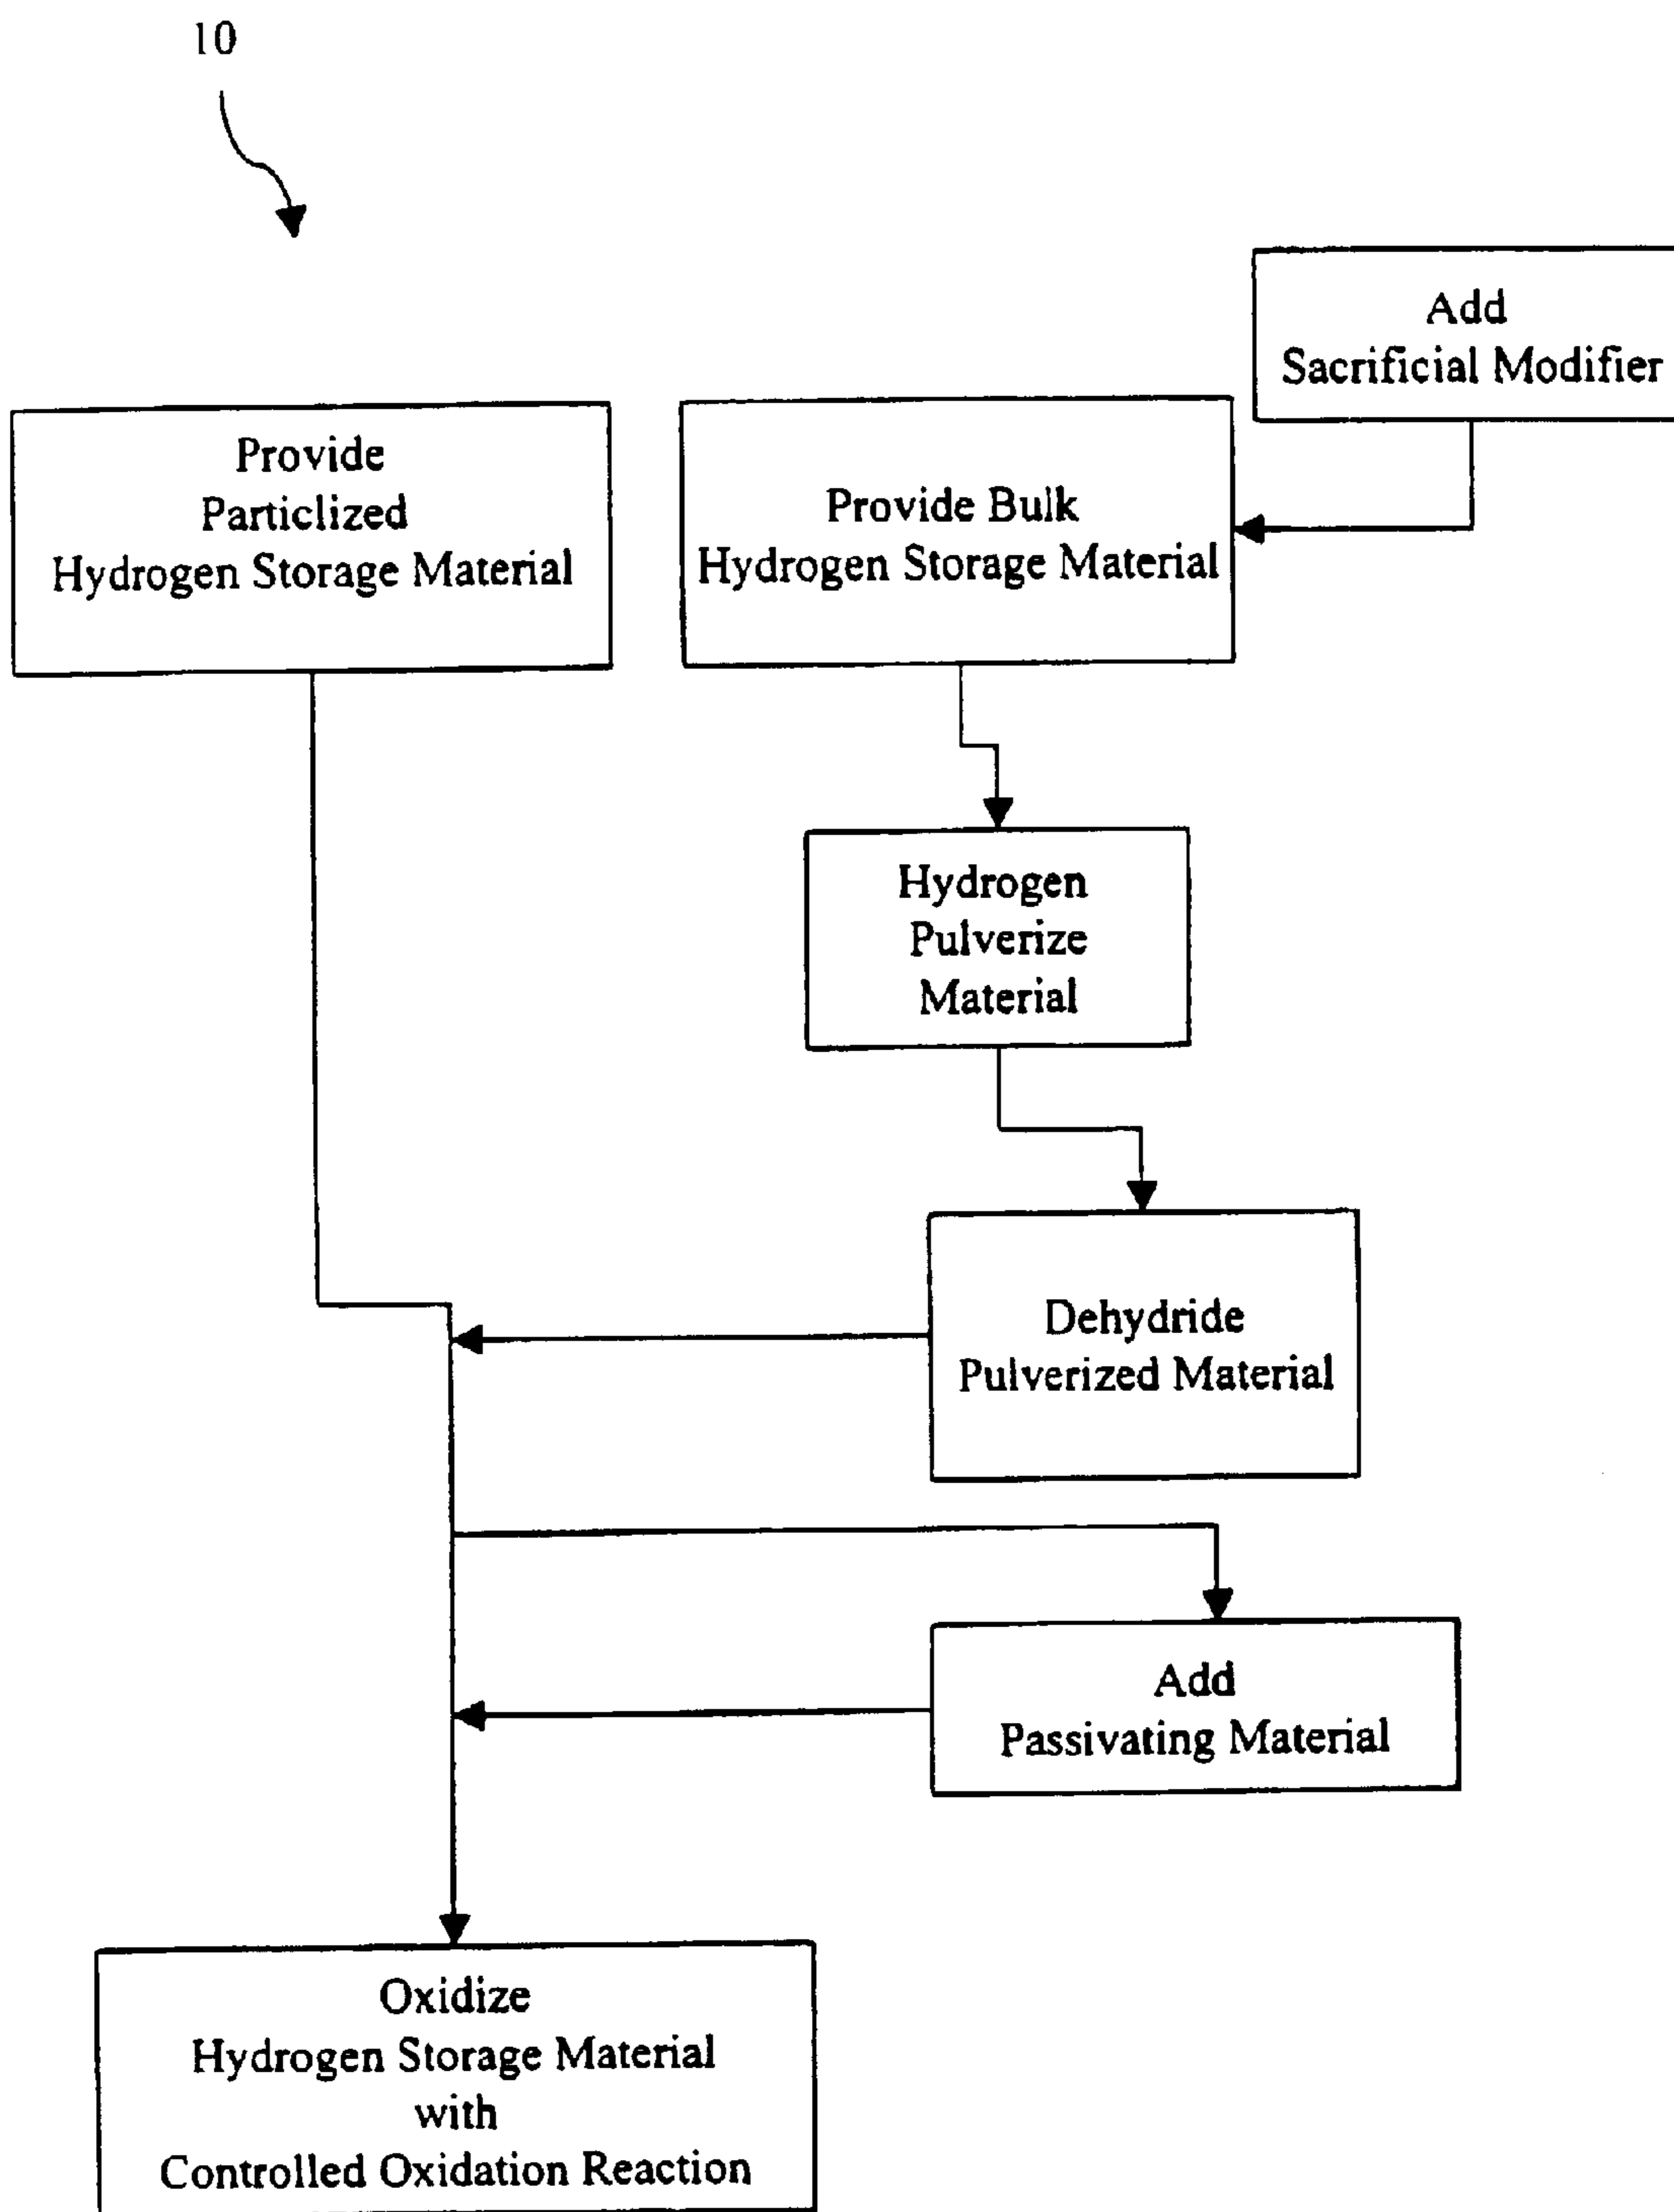 10
Add
Sacrificial Modifier
Provide
Particlized
Hydrogen Storage Material
Provide Bulk
Hydrogen Storage Material
Hydrogen
Pulverize
Material
Dehydride
Pulverized Material
Add
Passivating Material
Oxidize
Hydrogen Storage Material
with
Controlled Oxidation Reaction